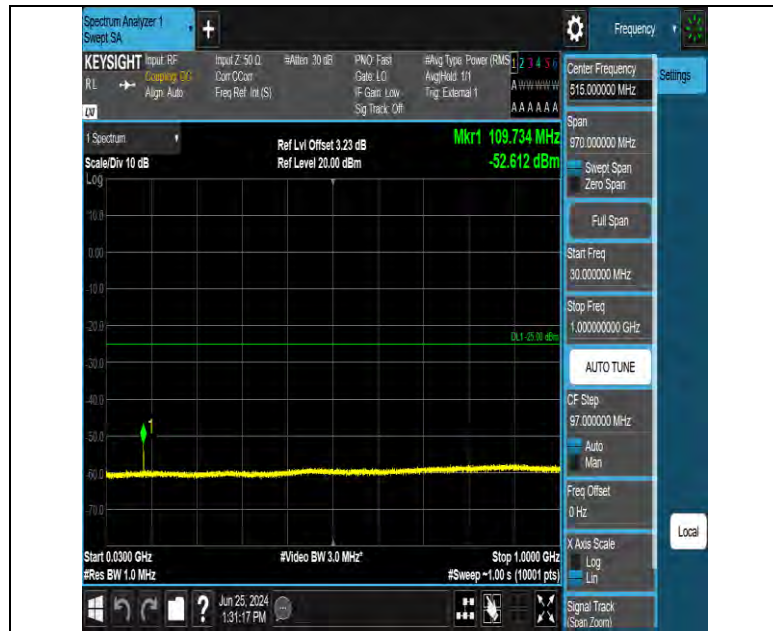 Spectrum Analyzer 1
Swept SA
+
Frequency
KEYSIGHT
RL
LXI
Input: RF
Coupling: DC
Align: Auto
Input Z: 50 Ω
Corr CCorr
Freq Ref: Int (S)
#Atten: 30 dB
PNO: Fast
Gate: LO
IF Gain: Low
Sig Track: Off
#Avg Type: Power (RMS
Avg|Hold: 1/1
Trig: External 1
1 2 3 4 5 6
A W W W W W
A A A A A A
Center Frequency
515.000000 MHz
Settings
1 Spectrum
Scale/Div 10 dB
Log
Ref Lvl Offset 3.23 dB
Ref Level 20.00 dBm
Mkr1 109.734 MHz
-52.612 dBm
10.0
0.00
-10.0
-20.0
-30.0
-40.0
-50.0
-60.0
-70.0
DL1 -25.00 dBm
1
Start 0.0300 GHz
#Res BW 1.0 MHz
#Video BW 3.0 MHz*
Stop 1.0000 GHz
#Sweep ~1.00 s (10001 pts)
Span
970.000000 MHz
Swept Span
Zero Span
Full Span
Start Freq
30.000000 MHz
Stop Freq
1.000000000 GHz
AUTO TUNE
CF Step
97.000000 MHz
Auto
Man
Freq Offset
0 Hz
X Axis Scale
Log
Lin
Signal Track
(Span Zoom)
Local
?
Jun 25, 2024
1:31:17 PM